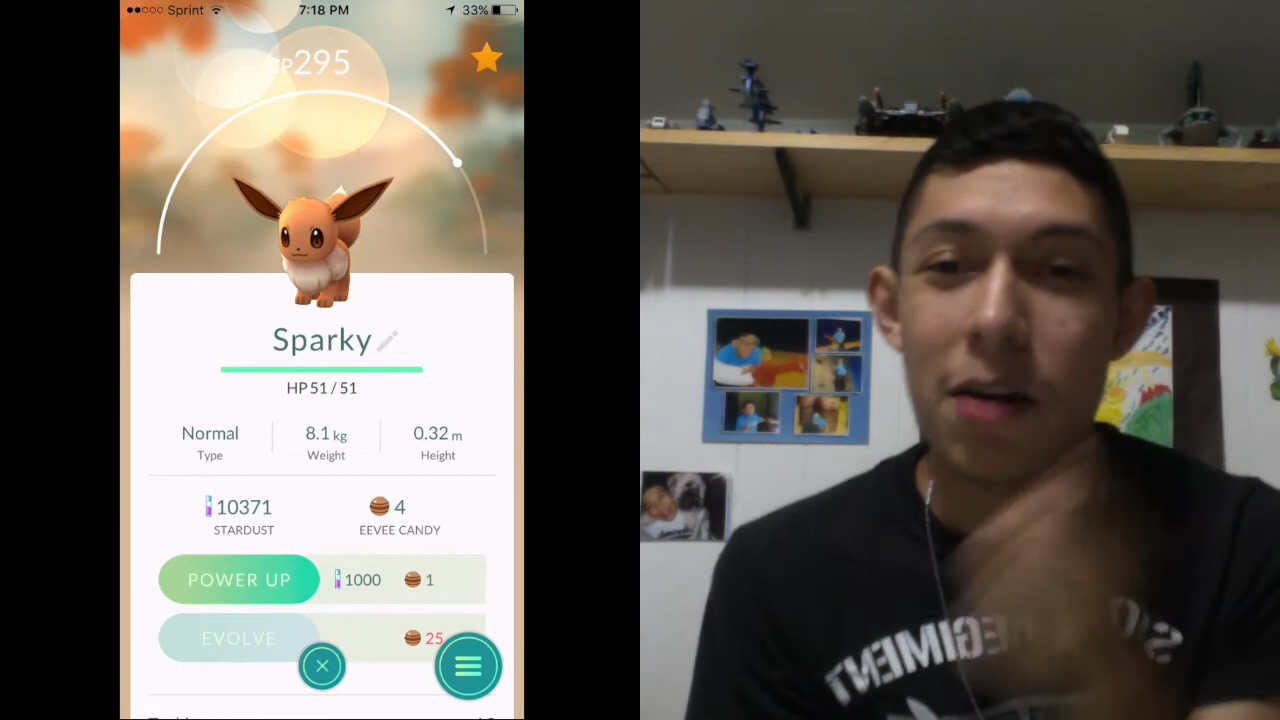 Sprint 7:18 PM 33%
CP295
Sparky
HP 51 / 51
Normal 8.1 kg 0.32 m
Type Weight Height
10371 4
STARDUST EEVEE CANDY
POWER UP 1000 1
EVOLVE 25
REGIMENT